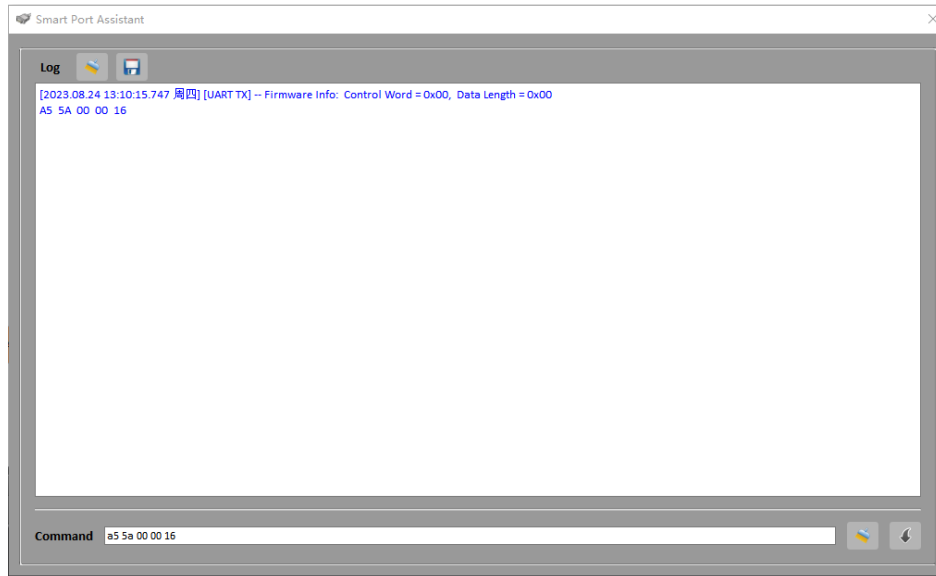 Smart Port Assistant
Log
[2023.08.24 13:10:15.747 周四] [UART TX] -- Firmware Info: Control Word = 0x00, Data Length = 0x00
A5 5A 00 00 16
Command a5 5a 00 00 16